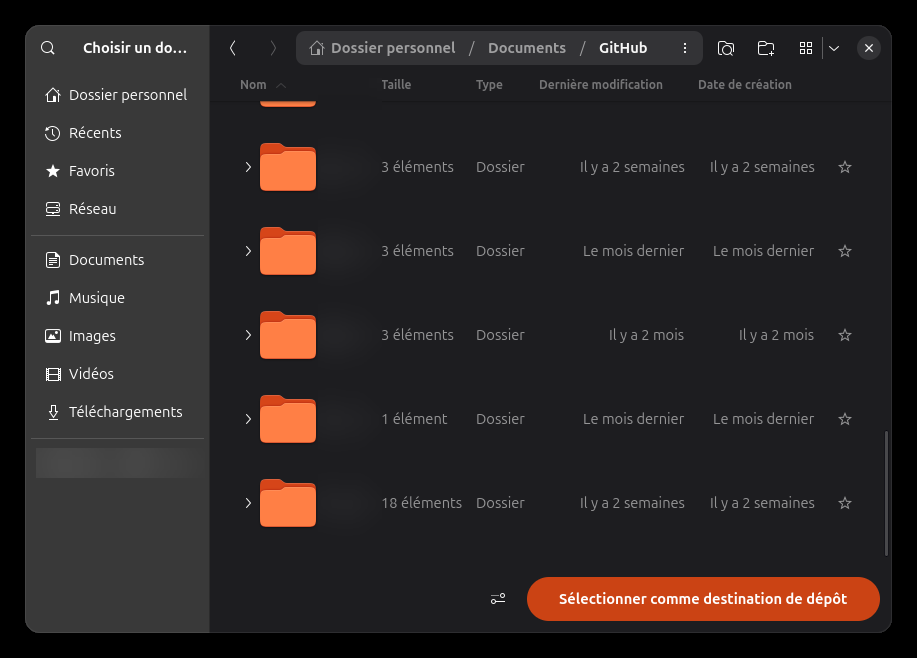 Choisir un do…
Dossier personnel / Documents / GitHub
Nom Taille Type Dernière modification Date de création
Dossier personnel
Récents
Favoris
Réseau
Documents
Musique
Images
Vidéos
Téléchargements
3 éléments Dossier Il y a 2 semaines Il y a 2 semaines
3 éléments Dossier Le mois dernier Le mois dernier
3 éléments Dossier Il y a 2 mois Il y a 2 mois
1 élément Dossier Le mois dernier Le mois dernier
18 éléments Dossier Il y a 2 semaines Il y a 2 semaines
Sélectionner comme destination de dépôt